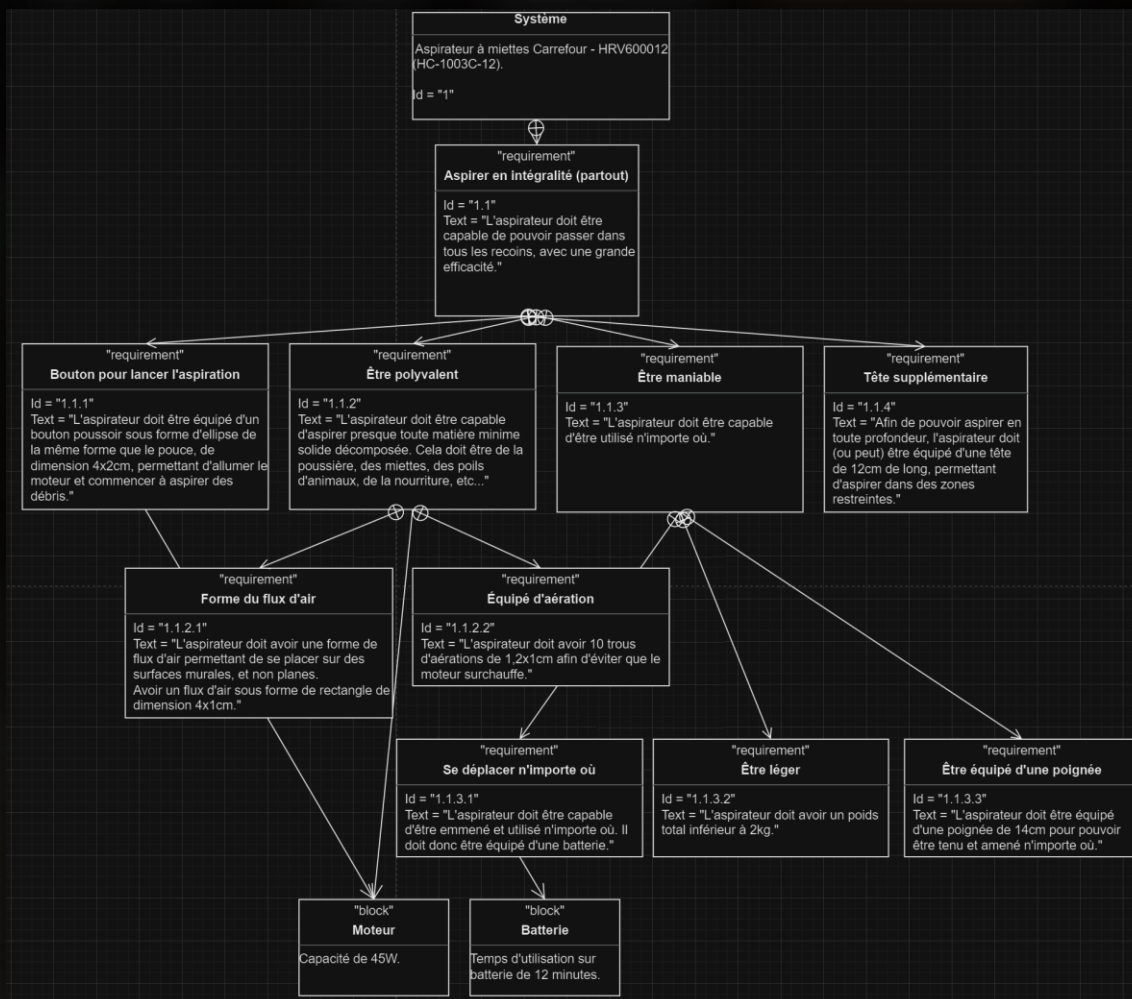 Système
Aspirateur à miettes Carrefour - HRV600012
(HC-1003C-12).
Id = "1"
"requirement"
Aspirer en intégralité (partout)
Id = "1.1"
Text = "L'aspirateur doit être
capable de pouvoir passer dans
tous les recoins, avec une grande
efficacité."
"requirement"
Bouton pour lancer l'aspiration
Id = "1.1.1"
Text = "L'aspirateur doit être équipé d'un
bouton poussoir sous forme d'ellipse de
la même forme que le pouce, de
dimension 4x2cm, permettant d'allumer le
moteur et commencer à aspirer des
débris."
"requirement"
Être polyvalent
Id = "1.1.2"
Text = "L'aspirateur doit être capable
d'aspirer presque toute matière minime
solide décomposée. Cela doit être de la
poussière, des miettes, des poils
d'animaux, de la nourriture, etc..."
"requirement"
Être maniable
Id = "1.1.3"
Text = "L'aspirateur doit être capable
d'être utilisé n'importe où."
"requirement"
Tête supplémentaire
Id = "1.1.4"
Text = "Afin de pouvoir aspirer en
toute profondeur, l'aspirateur doit
(ou peut) être équipé d'une tête
de 12cm de long, permettant
d'aspirer dans des zones
restreintes."
"requirement"
Forme du flux d'air
Id = "1.1.2.1"
Text = "L'aspirateur doit avoir une forme de
flux d'air permettant de se placer sur des
surfaces murales, et non planes.
Avoir un flux d'air sous forme de rectangle de
dimension 4x1cm."
"requirement"
Équipé d'aération
Id = "1.1.2.2"
Text = "L'aspirateur doit avoir 10 trous
d'aérations de 1,2x1cm afin d'éviter que le
moteur surchauffe."
"requirement"
Se déplacer n'importe où
Id = "1.1.3.1"
Text = "L'aspirateur doit être capable
d'être emmené et utilisé n'importe où. Il
doit donc être équipé d'une batterie."
"requirement"
Être léger
Id = "1.1.3.2"
Text = "L'aspirateur doit avoir un poids
total inférieur à 2kg."
"requirement"
Être équipé d'une poignée
Id = "1.1.3.3"
Text = "L'aspirateur doit être équipé
d'une poignée de 14cm pour pouvoir
être tenu et amené n'importe où."
"block"
Moteur
Capacité de 45W.
"block"
Batterie
Temps d'utilisation sur
batterie de 12 minutes.